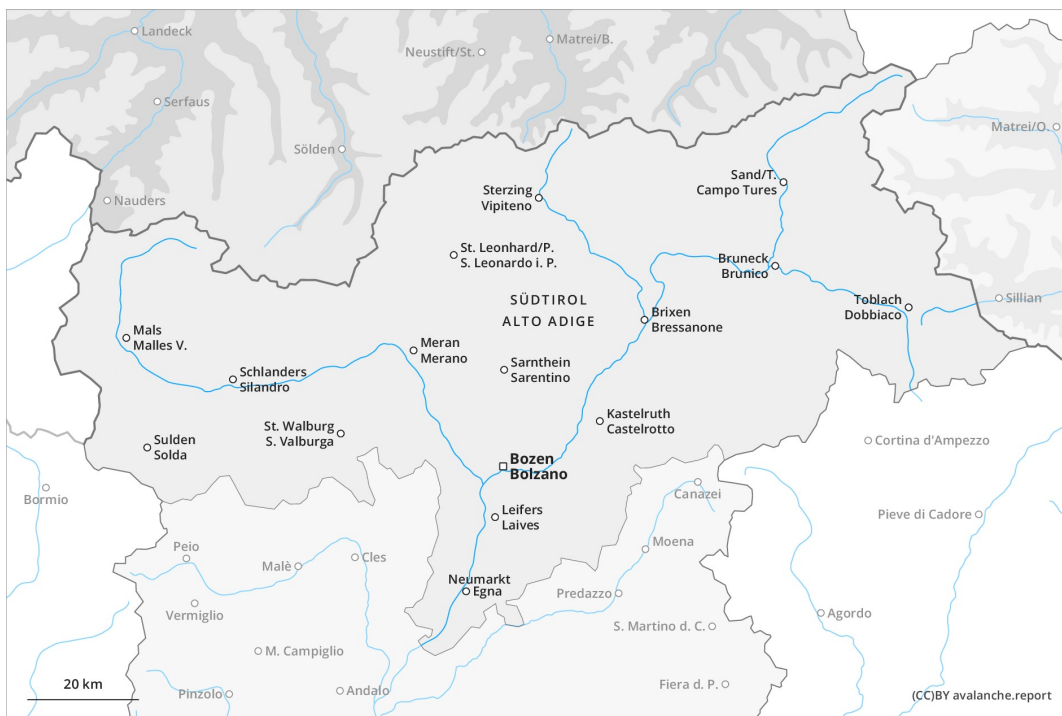 Landeck
Neustift/St.
Matrei/B.
Serfaus
Matrei/O.
Sölden
Nauders
Sand/T.
Campo Tures
Sterzing
Vipiteno
St. Leonhard/P.
S. Leonardo i. P.
Bruneck
Brunico
SÜDTIROL
ALTO ADIGE
Toblach
Dobbiaco
Sillian
Brixen
Bressanone
Mals
Malles V.
Meran
Merano
Sarnthein
Sarentino
Schlanders
Silandro
Kastelruth
Castelrotto
St. Walburg
S. Valburga
Sulden
Solda
Cortina d'Ampezzo
Bozen
Bolzano
Bormio
Canazei
Leifers
Laives
Pieve di Cadore
Peio
Moena
Malè
Cles
Neumarkt
Egna
Predazzo
Vermiglio
Agordo
S. Martino d. C.
M. Campiglio
20 km
Pinzolo
Andalo
Fiera d. P.
(CC)BY avalanche.report